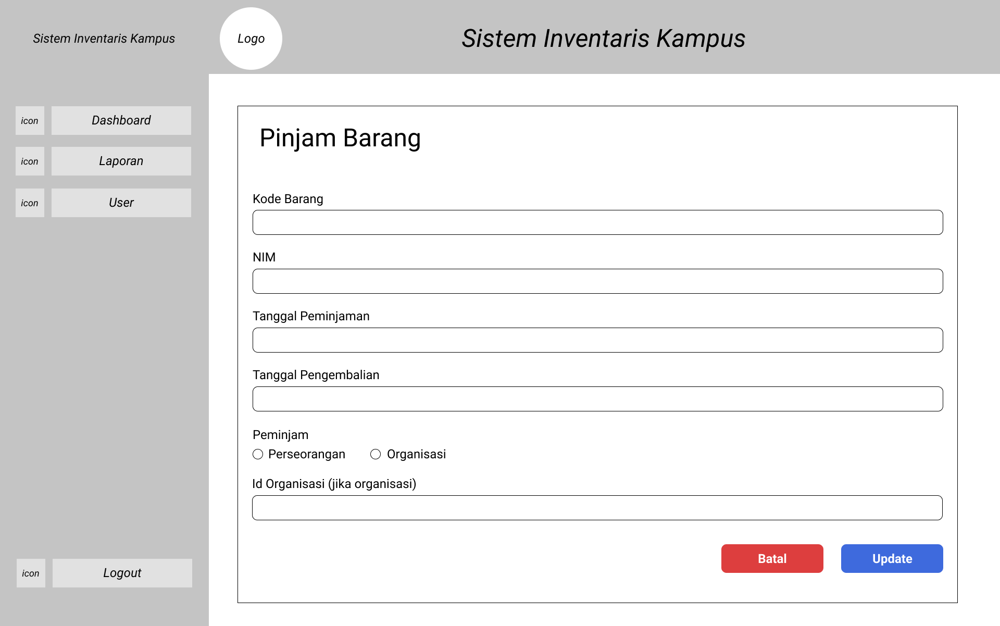 Sistem Inventaris Kampus
Logo
Sistem Inventaris Kampus
icon
Dashboard
icon
Laporan
icon
User
icon
Logout
Pinjam Barang
Kode Barang
NIM
Tanggal Peminjaman
Tanggal Pengembalian
Peminjam
Perseorangan
Organisasi
Id Organisasi (jika organisasi)
Batal
Update